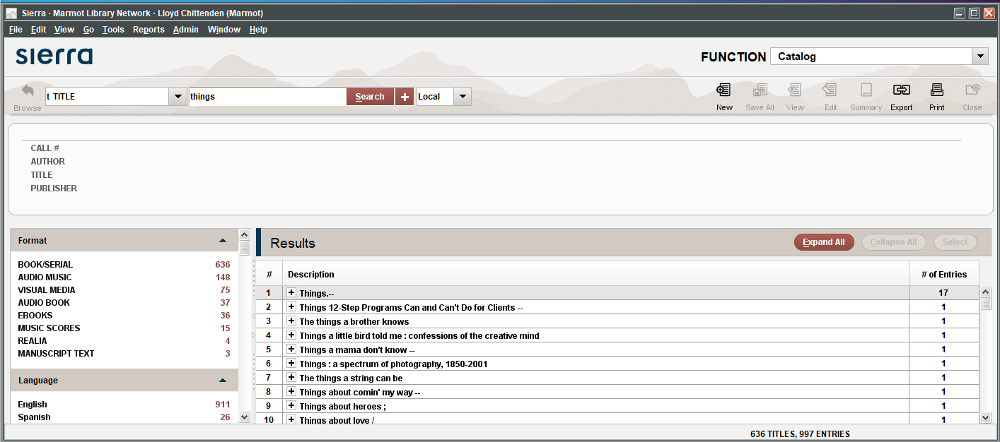 Sierra · Marmot Library Network · Lloyd Chittenden (Marmot)
File Edit View Go Tools Reports Admin Window Help
sierra
FUNCTION Catalog
Browse t TITLE things Search + Local
New Save All View Edit Summary Export Print Close
CALL #
AUTHOR
TITLE
PUBLISHER
Format
BOOK/SERIAL 636
AUDIO MUSIC 148
VISUAL MEDIA 75
AUDIO BOOK 37
EBOOKS 36
MUSIC SCORES 15
REALIA 4
MANUSCRIPT TEXT 3
Language
English 911
Spanish 26
Results Expand All Collapse All Select
# Description # of Entries
1 + Things.-- 17
2 + Things 12-Step Programs Can and Can't Do for Clients -- 1
3 + The things a brother knows 1
4 + Things a little bird told me : confessions of the creative mind 1
5 + Things a mama don't know -- 1
6 + Things : a spectrum of photography, 1850-2001 1
7 + The things a string can be 1
8 + Things about comin' my way -- 1
9 + Things about heroes ; 1
10 + Things about love / 1
636 TITLES, 997 ENTRIES